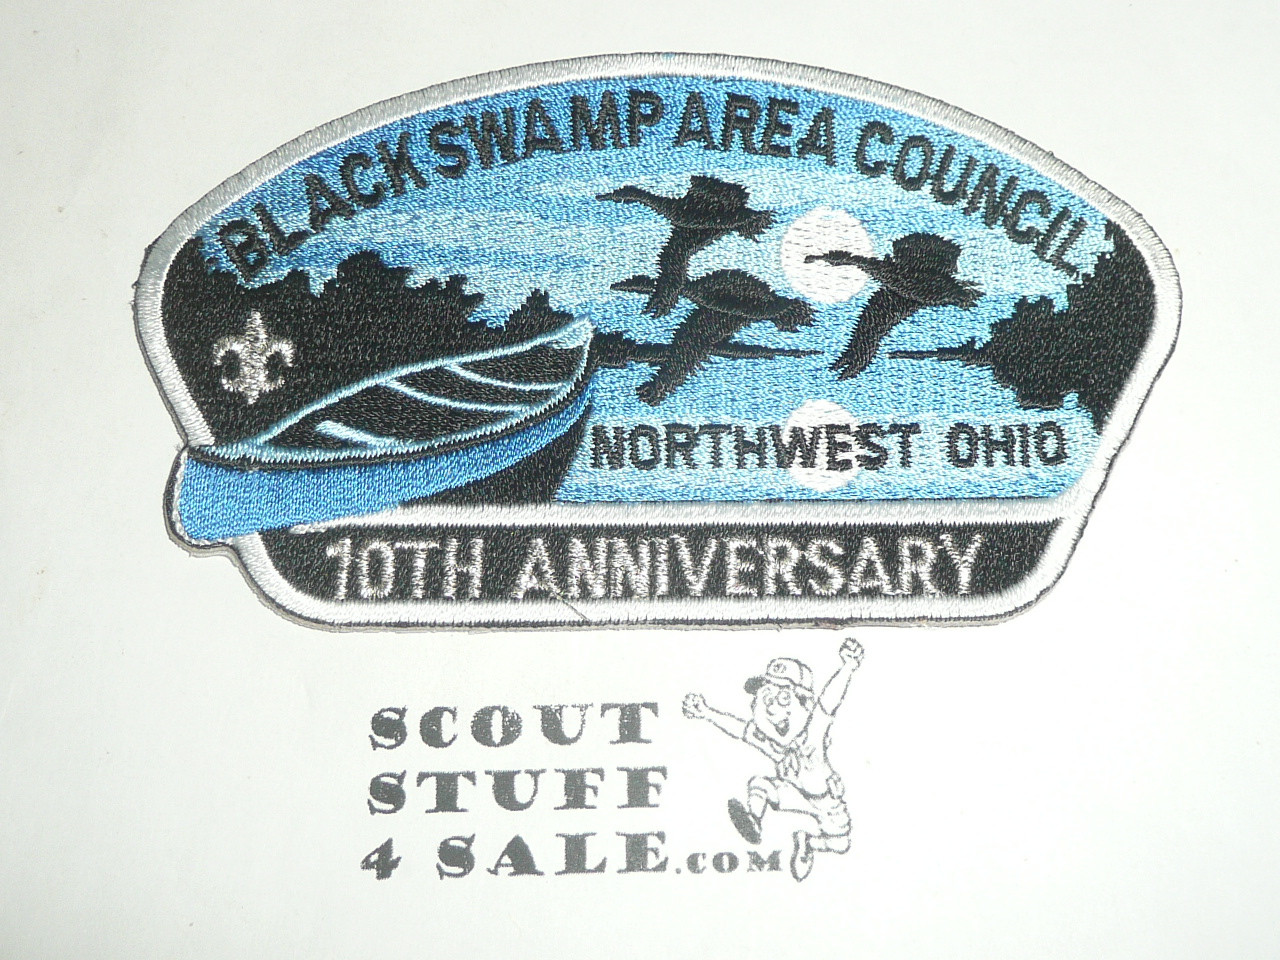 BLACK SWAMP AREA COUNCIL
NORTHWEST OHIO
10TH ANNIVERSARY
SCOUT
STUFF
4 SALE.COM